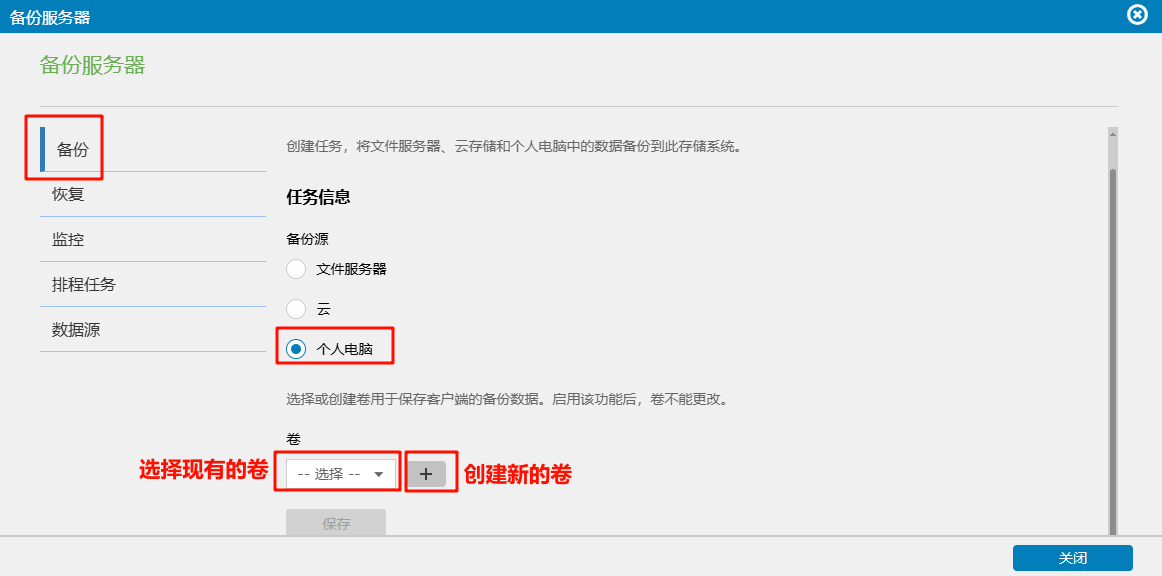 备份服务器
备份服务器
备份
恢复
监控
排程任务
数据源
创建任务，将文件服务器、云存储和个人电脑中的数据备份到此存储系统。
任务信息
备份源
文件服务器
云
个人电脑
选择或创建卷用于保存客户端的备份数据。启用该功能后，卷不能更改。
卷
选择现有的卷 -- 选择 -- + 创建新的卷
保存
关闭